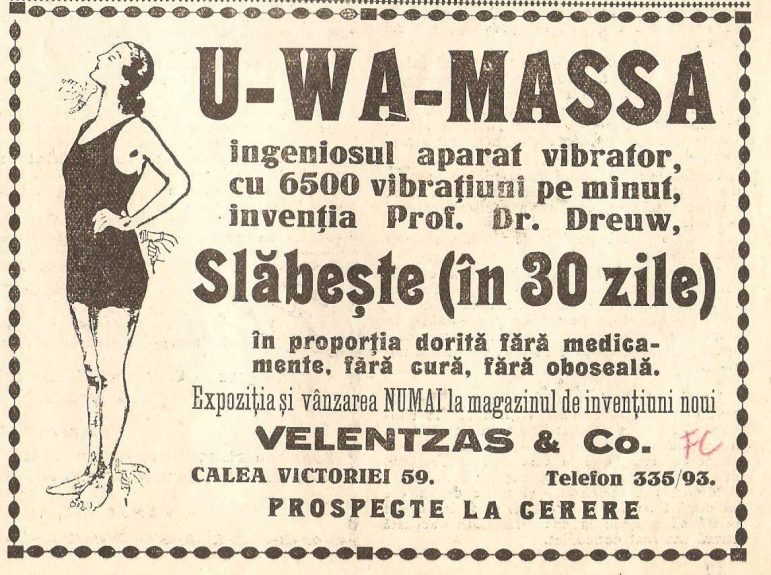 U-WA-MASSA
ingeniosul aparat vibrator,
cu 6500 vibrațiuni pe minut,
invenția Prof. Dr. Dreuw,
Slăbește (în 30 zile)
în proporția dorită fără medica-
mente, fără cură, fără oboseală.
Expoziția și vânzarea NUMAI la magazinul de invențiuni noui
VELENTZAS & Co. FC
CALEA VICTORIEI 59. Telefon 335/93.
PROSPECTE LA CERERE